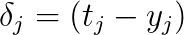 δ_j = (t_j − y_j)